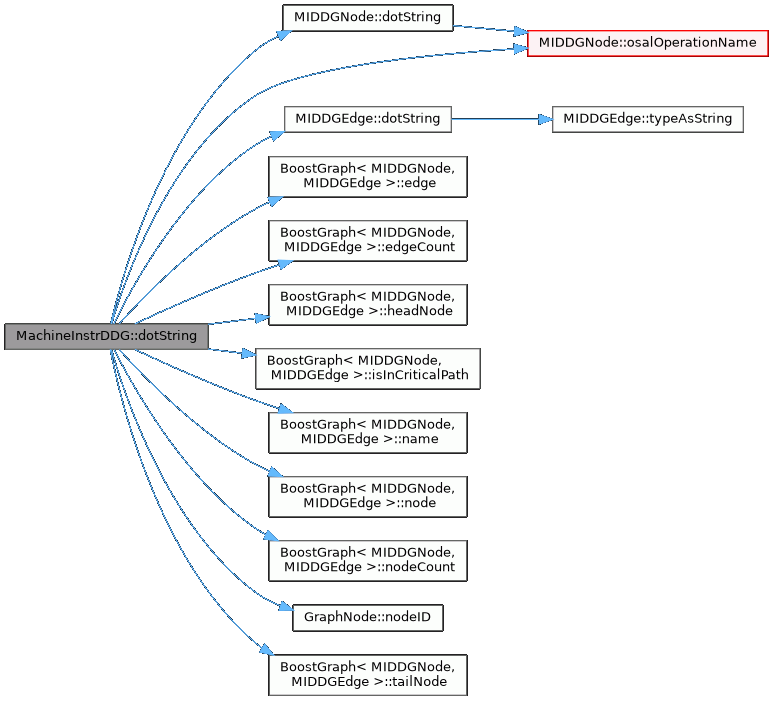 MIDDGNode::dotString
MIDDGNode::osalOperationName
MIDDGEdge::dotString
MIDDGEdge::typeAsString
BoostGraph< MIDDGNode,
MIDDGEdge >::edge
BoostGraph< MIDDGNode,
MIDDGEdge >::edgeCount
BoostGraph< MIDDGNode,
MIDDGEdge >::headNode
MachineInstrDDG::dotString
BoostGraph< MIDDGNode,
MIDDGEdge >::isInCriticalPath
BoostGraph< MIDDGNode,
MIDDGEdge >::name
BoostGraph< MIDDGNode,
MIDDGEdge >::node
BoostGraph< MIDDGNode,
MIDDGEdge >::nodeCount
GraphNode::nodeID
BoostGraph< MIDDGNode,
MIDDGEdge >::tailNode